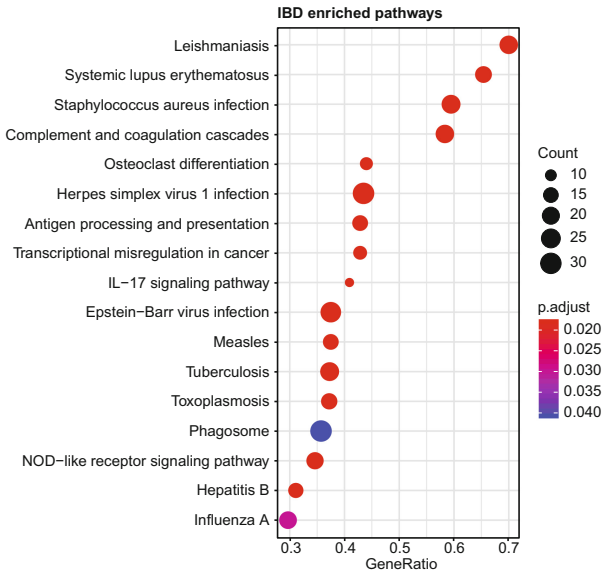 IBD enriched pathways
Leishmaniasis
Systemic lupus erythematosus
Staphylococcus aureus infection
Complement and coagulation cascades
Osteoclast differentiation
Herpes simplex virus 1 infection
Antigen processing and presentation
Transcriptional misregulation in cancer
IL−17 signaling pathway
Epstein−Barr virus infection
Measles
Tuberculosis
Toxoplasmosis
Phagosome
NOD−like receptor signaling pathway
Hepatitis B
Influenza A
0.3 0.4 0.5 0.6 0.7
GeneRatio
Count
10
15
20
25
30
p.adjust
0.020
0.025
0.030
0.035
0.040